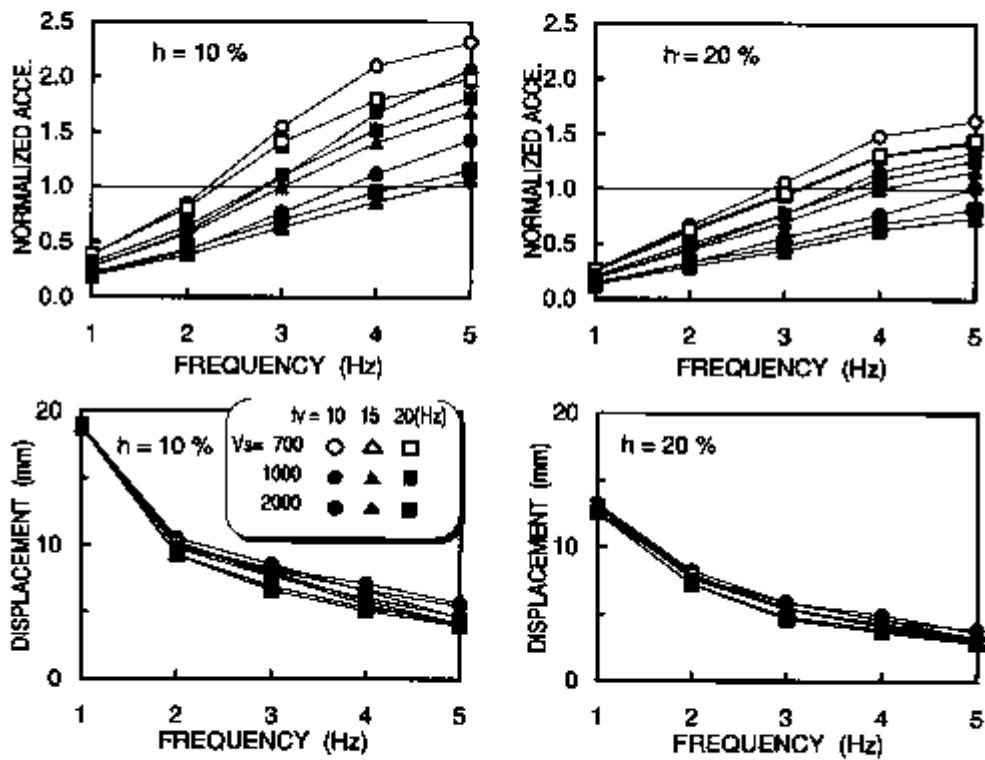 2.5
2.0
1.5
1.0
0.5
0.0
NORMALIZED ACCE.
h = 10 %
1 2 3 4 5
FREQUENCY (Hz)
2.5
2.0
1.5
1.0
0.5
0.0
NORMALIZED ACCE.
h = 20 %
1 2 3 4 5
FREQUENCY (Hz)
20
10
0
DISPLACEMENT (mm)
h = 10 %
fv = 10 15 20(Hz)
Vs= 700
1000
2000
1 2 3 4 5
FREQUENCY (Hz)
20
10
0
DISPLACEMENT (mm)
h = 20 %
1 2 3 4 5
FREQUENCY (Hz)